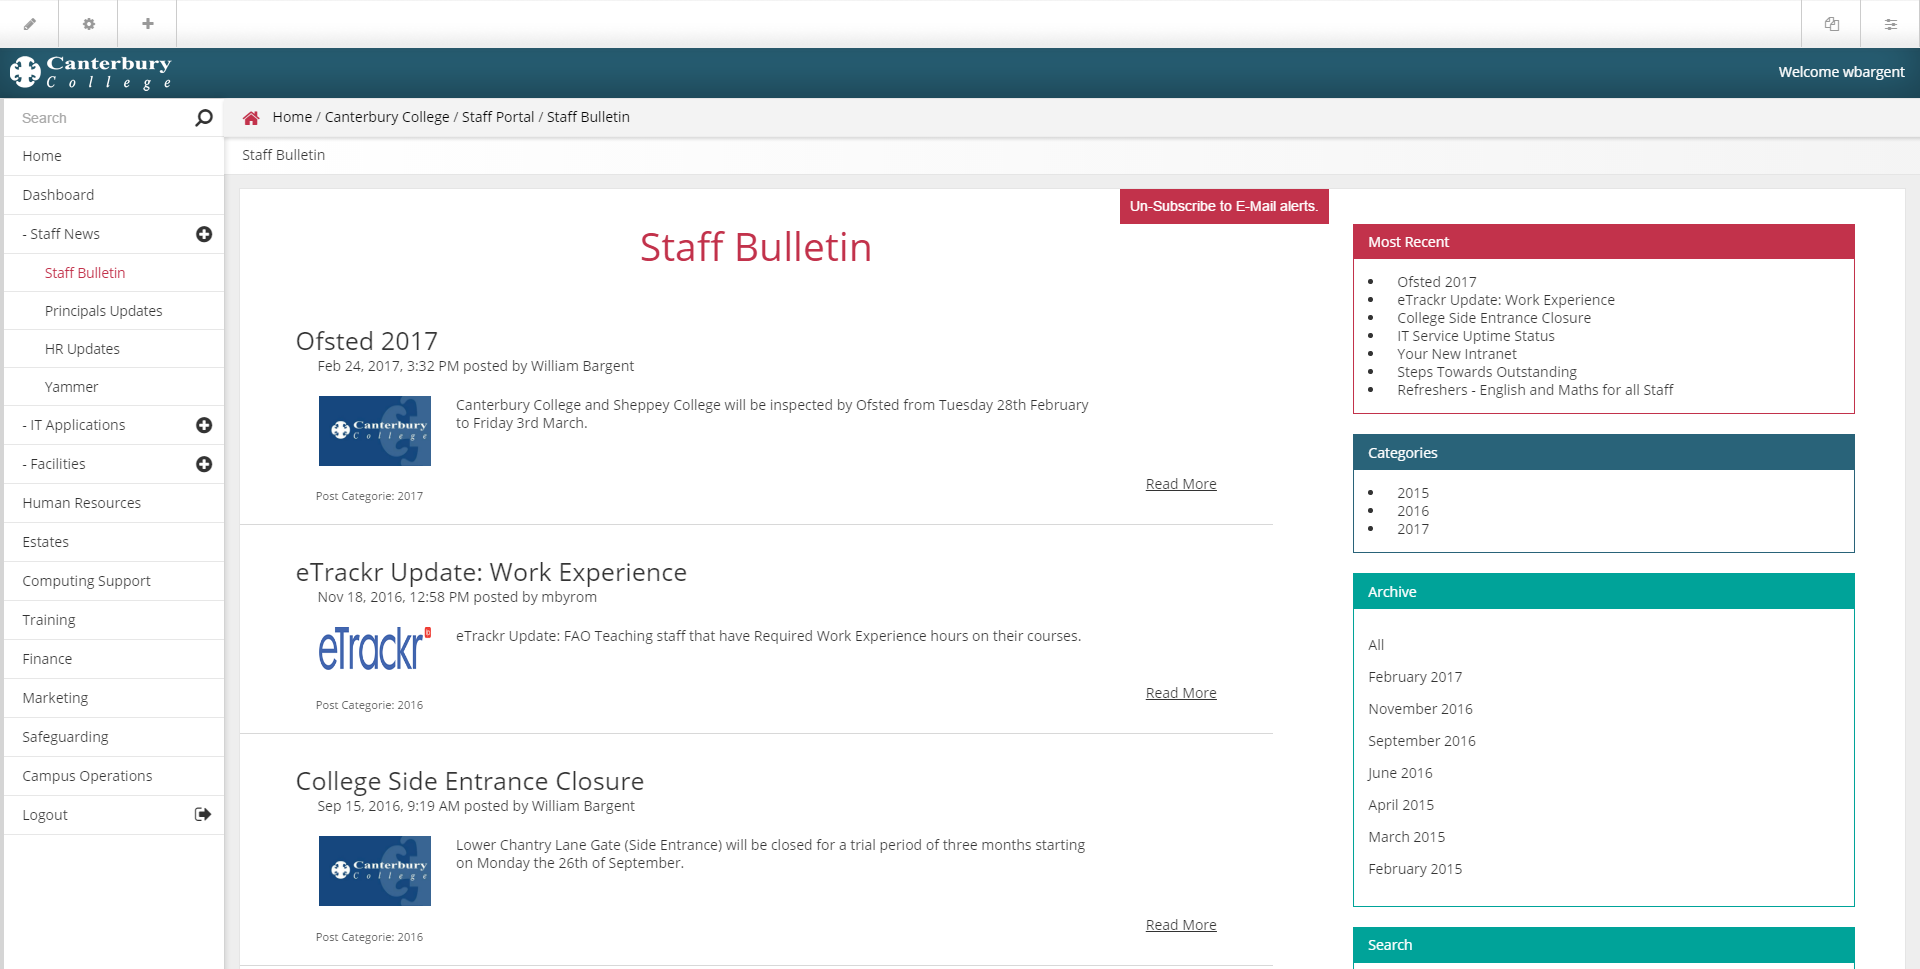 Canterbury
College
Welcome wbargent
Search
Home
Dashboard
- Staff News
Staff Bulletin
Principals Updates
HR Updates
Yammer
- IT Applications
- Facilities
Human Resources
Estates
Computing Support
Training
Finance
Marketing
Safeguarding
Campus Operations
Logout
Home / Canterbury College / Staff Portal / Staff Bulletin
Staff Bulletin
Un-Subscribe to E-Mail alerts.
Staff Bulletin
Ofsted 2017
Feb 24, 2017, 3:32 PM posted by William Bargent
Canterbury
College
Canterbury College and Sheppey College will be inspected by Ofsted from Tuesday 28th February
to Friday 3rd March.
Read More
Post Categorie: 2017
eTrackr Update: Work Experience
Nov 18, 2016, 12:58 PM posted by mbyrom
eTrackr
eTrackr Update: FAO Teaching staff that have Required Work Experience hours on their courses.
Read More
Post Categorie: 2016
College Side Entrance Closure
Sep 15, 2016, 9:19 AM posted by William Bargent
Canterbury
College
Lower Chantry Lane Gate (Side Entrance) will be closed for a trial period of three months starting
on Monday the 26th of September.
Read More
Post Categorie: 2016
Most Recent
Ofsted 2017
eTrackr Update: Work Experience
College Side Entrance Closure
IT Service Uptime Status
Your New Intranet
Steps Towards Outstanding
Refreshers - English and Maths for all Staff
Categories
2015
2016
2017
Archive
All
February 2017
November 2016
September 2016
June 2016
April 2015
March 2015
February 2015
Search